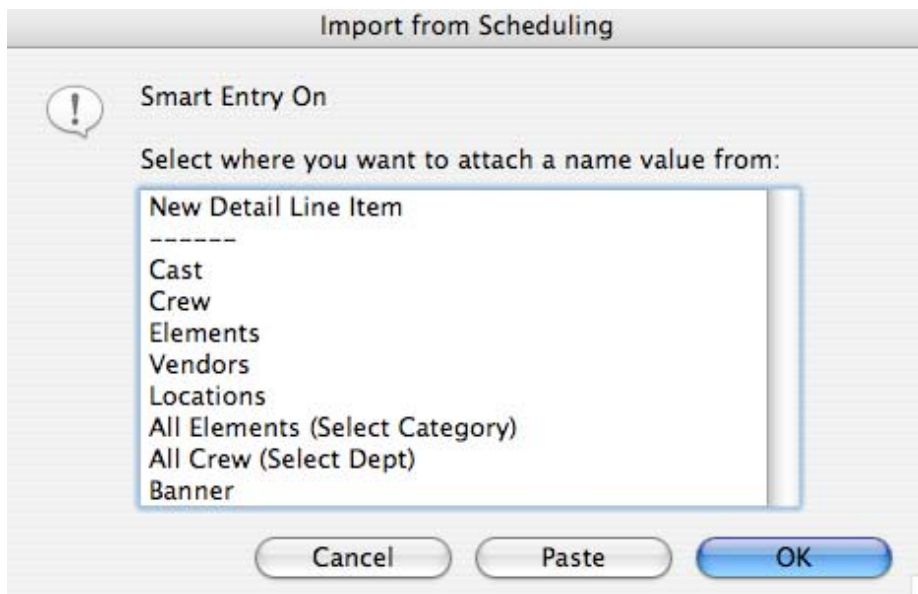 Import from Scheduling
Smart Entry On
Select where you want to attach a name value from:
New Detail Line Item
------
Cast
Crew
Elements
Vendors
Locations
All Elements (Select Category)
All Crew (Select Dept)
Banner
Cancel Paste OK